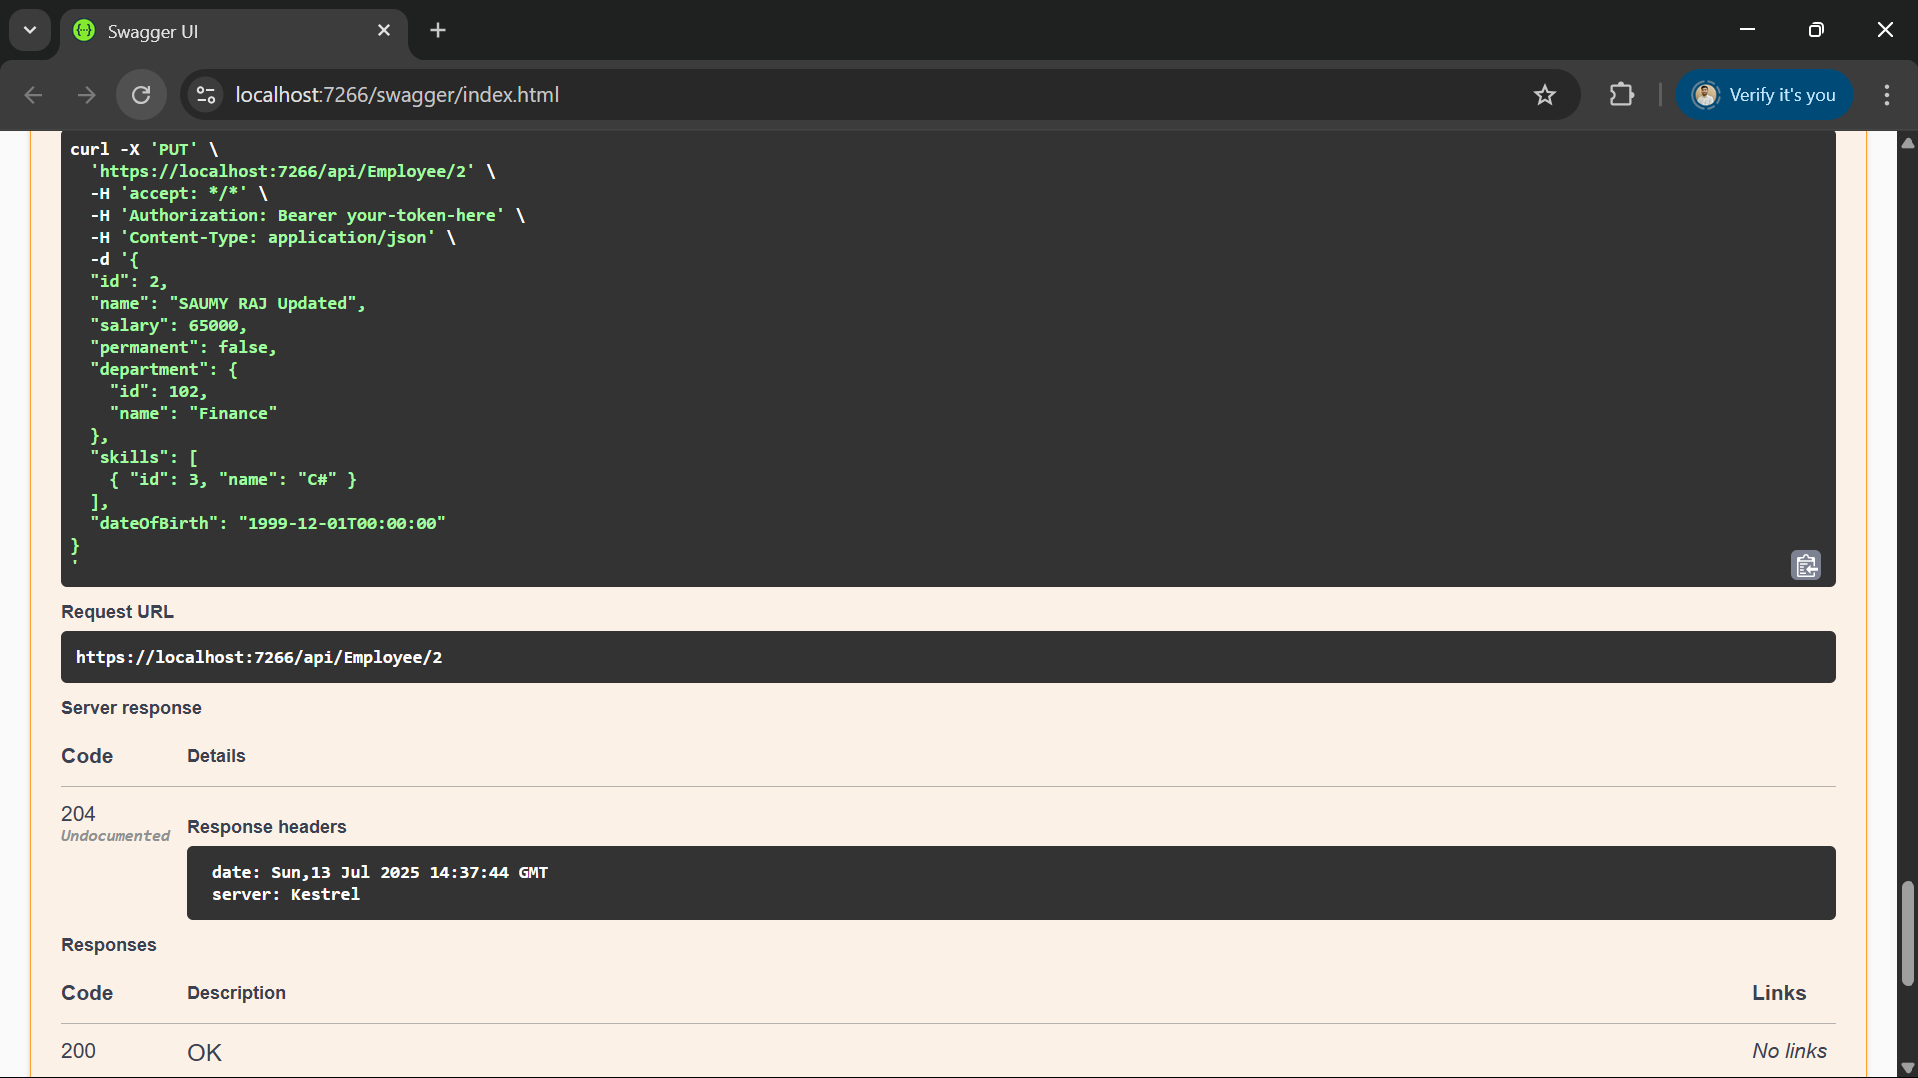 Swagger UI
localhost:7266/swagger/index.html
Verify it's you
curl -X 'PUT' \
'https://localhost:7266/api/Employee/2' \
-H 'accept: */*' \
-H 'Authorization: Bearer your-token-here' \
-H 'Content-Type: application/json' \
-d '{
"id": 2,
"name": "SAUMY RAJ Updated",
"salary": 65000,
"permanent": false,
"department": {
"id": 102,
"name": "Finance"
},
"skills": [
{ "id": 3, "name": "C#" }
],
"dateOfBirth": "1999-12-01T00:00:00"
}
'
Request URL
https://localhost:7266/api/Employee/2
Server response
Code Details
204
Undocumented
Response headers
date: Sun,13 Jul 2025 14:37:44 GMT
server: Kestrel
Responses
Code Description Links
200 OK No links